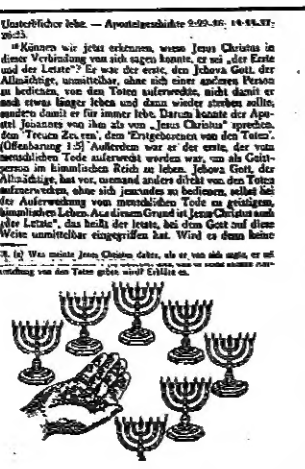 Unsterblicher lebe. — Apostelgeschichte 2:22-36; 13:33-37;
26:23.
¹⁸ Können wir jetzt erkennen, wieso Jesus Christus in
dieser Verbindung von sich sagen konnte, er sei „der Erste
und der Letzte“? Er war der erste, den Jehova Gott, der
Allmächtige, unmittelbar, ohne sich einer anderen Person
zu bedienen, von den Toten auferweckte, nicht damit er
noch etwas länger lebe und dann wieder sterben sollte,
sondern damit er für immer lebe. Darum konnte der Apo-
stel Johannes von ihm als von „Jesus Christus“ sprechen,
den ‘Treuen Zeugen’, dem ‘Erstgeborenen von den Toten’.
(Offenbarung 1:5) Außerdem war er der erste, der vom
menschlichen Tode auferweckt worden war, um als Geist-
person im himmlischen Reich zu leben. Jehova Gott, der
Allmächtige, hat vor, niemand anders direkt von den Toten
aufzuerwecken, ohne sich jemandes zu bedienen, selbst bei
der Auferweckung vom menschlichen Tode zu geistigem,
himmlischen Leben. Aus diesem Grund ist Jesus Christus auch
„der Letzte“, das heißt der letzte, bei dem Gott auf diese
Weise unmittelbar eingegriffen hat. Wird es denn keine
(a) Was meinte Jesus Christus daher, als er von sich sagte, er sei
von den Toten geben wird? Erkläre es.